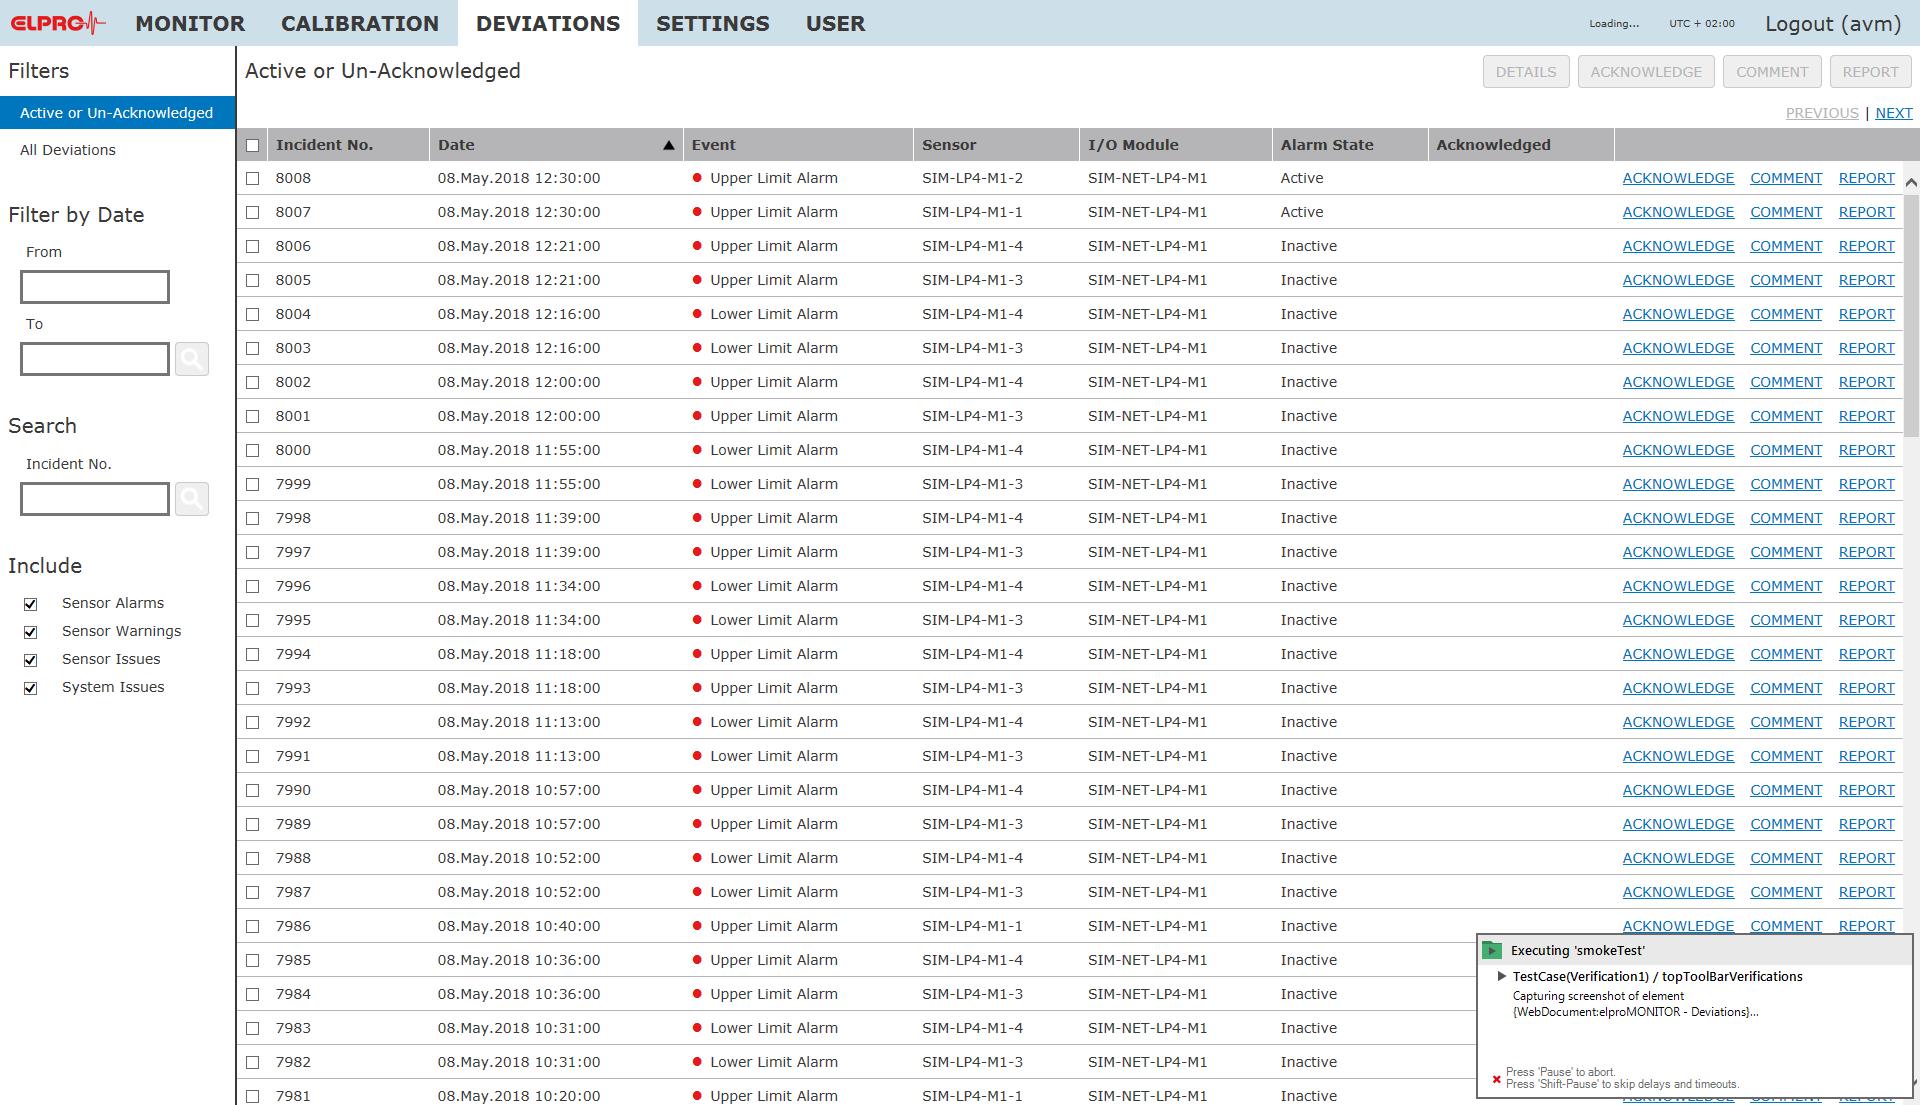 ELPRO MONITOR CALIBRATION DEVIATIONS SETTINGS USER Loading... UTC + 02:00 Logout (avm)
Filters
Active or Un-Acknowledged
All Deviations
Filter by Date
From
To
Search
Incident No.
Include
Sensor Alarms
Sensor Warnings
Sensor Issues
System Issues
Active or Un-Acknowledged DETAILS ACKNOWLEDGE COMMENT REPORT
PREVIOUS | NEXT
Incident No. Date Event Sensor I/O Module Alarm State Acknowledged
8008 08.May.2018 12:30:00 Upper Limit Alarm SIM-LP4-M1-2 SIM-NET-LP4-M1 Active ACKNOWLEDGE COMMENT REPORT
8007 08.May.2018 12:30:00 Upper Limit Alarm SIM-LP4-M1-1 SIM-NET-LP4-M1 Active ACKNOWLEDGE COMMENT REPORT
8006 08.May.2018 12:21:00 Upper Limit Alarm SIM-LP4-M1-4 SIM-NET-LP4-M1 Inactive ACKNOWLEDGE COMMENT REPORT
8005 08.May.2018 12:21:00 Upper Limit Alarm SIM-LP4-M1-3 SIM-NET-LP4-M1 Inactive ACKNOWLEDGE COMMENT REPORT
8004 08.May.2018 12:16:00 Lower Limit Alarm SIM-LP4-M1-4 SIM-NET-LP4-M1 Inactive ACKNOWLEDGE COMMENT REPORT
8003 08.May.2018 12:16:00 Lower Limit Alarm SIM-LP4-M1-3 SIM-NET-LP4-M1 Inactive ACKNOWLEDGE COMMENT REPORT
8002 08.May.2018 12:00:00 Upper Limit Alarm SIM-LP4-M1-4 SIM-NET-LP4-M1 Inactive ACKNOWLEDGE COMMENT REPORT
8001 08.May.2018 12:00:00 Upper Limit Alarm SIM-LP4-M1-3 SIM-NET-LP4-M1 Inactive ACKNOWLEDGE COMMENT REPORT
8000 08.May.2018 11:55:00 Lower Limit Alarm SIM-LP4-M1-4 SIM-NET-LP4-M1 Inactive ACKNOWLEDGE COMMENT REPORT
7999 08.May.2018 11:55:00 Lower Limit Alarm SIM-LP4-M1-3 SIM-NET-LP4-M1 Inactive ACKNOWLEDGE COMMENT REPORT
7998 08.May.2018 11:39:00 Upper Limit Alarm SIM-LP4-M1-4 SIM-NET-LP4-M1 Inactive ACKNOWLEDGE COMMENT REPORT
7997 08.May.2018 11:39:00 Upper Limit Alarm SIM-LP4-M1-3 SIM-NET-LP4-M1 Inactive ACKNOWLEDGE COMMENT REPORT
7996 08.May.2018 11:34:00 Lower Limit Alarm SIM-LP4-M1-4 SIM-NET-LP4-M1 Inactive ACKNOWLEDGE COMMENT REPORT
7995 08.May.2018 11:34:00 Lower Limit Alarm SIM-LP4-M1-3 SIM-NET-LP4-M1 Inactive ACKNOWLEDGE COMMENT REPORT
7994 08.May.2018 11:18:00 Upper Limit Alarm SIM-LP4-M1-4 SIM-NET-LP4-M1 Inactive ACKNOWLEDGE COMMENT REPORT
7993 08.May.2018 11:18:00 Upper Limit Alarm SIM-LP4-M1-3 SIM-NET-LP4-M1 Inactive ACKNOWLEDGE COMMENT REPORT
7992 08.May.2018 11:13:00 Lower Limit Alarm SIM-LP4-M1-4 SIM-NET-LP4-M1 Inactive ACKNOWLEDGE COMMENT REPORT
7991 08.May.2018 11:13:00 Lower Limit Alarm SIM-LP4-M1-3 SIM-NET-LP4-M1 Inactive ACKNOWLEDGE COMMENT REPORT
7990 08.May.2018 10:57:00 Upper Limit Alarm SIM-LP4-M1-4 SIM-NET-LP4-M1 Inactive ACKNOWLEDGE COMMENT REPORT
7989 08.May.2018 10:57:00 Upper Limit Alarm SIM-LP4-M1-3 SIM-NET-LP4-M1 Inactive ACKNOWLEDGE COMMENT REPORT
7988 08.May.2018 10:52:00 Lower Limit Alarm SIM-LP4-M1-4 SIM-NET-LP4-M1 Inactive ACKNOWLEDGE COMMENT REPORT
7987 08.May.2018 10:52:00 Lower Limit Alarm SIM-LP4-M1-3 SIM-NET-LP4-M1 Inactive ACKNOWLEDGE COMMENT REPORT
7986 08.May.2018 10:40:00 Upper Limit Alarm SIM-LP4-M1-1 SIM-NET-LP4-M1 Inactive ACKNOWLEDGE COMMENT REPORT
7985 08.May.2018 10:36:00 Upper Limit Alarm SIM-LP4-M1-4 SIM-NET-LP4-M1 Inactive
7984 08.May.2018 10:36:00 Upper Limit Alarm SIM-LP4-M1-3 SIM-NET-LP4-M1 Inactive
7983 08.May.2018 10:31:00 Lower Limit Alarm SIM-LP4-M1-4 SIM-NET-LP4-M1 Inactive
7982 08.May.2018 10:31:00 Lower Limit Alarm SIM-LP4-M1-3 SIM-NET-LP4-M1 Inactive
7981 08.May.2018 10:20:00 Upper Limit Alarm SIM-LP4-M1-1 SIM-NET-LP4-M1 Inactive
Executing 'smokeTest'
TestCase(Verification1) / topToolBarVerifications
Capturing screenshot of element
{WebDocument:elproMONITOR - Deviations}...
Press 'Pause' to abort.
Press 'Shift-Pause' to skip delays and timeouts.